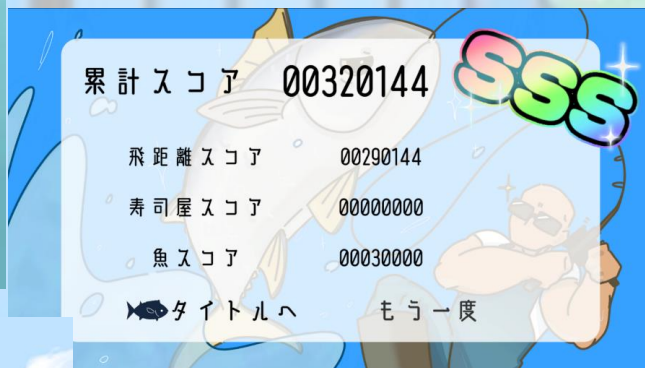 累計スコア 00320144 SSS
飛距離スコア 00290144
寿司屋スコア 00000000
魚スコア 00030000
タイトルへ もう一度